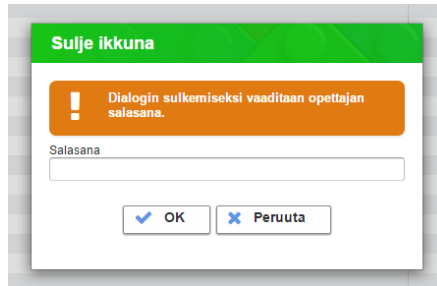 Sulje ikkuna
Dialogin sulkemiseksi vaaditaan opettajan
salasana.
Salasana
OK
Peruuta